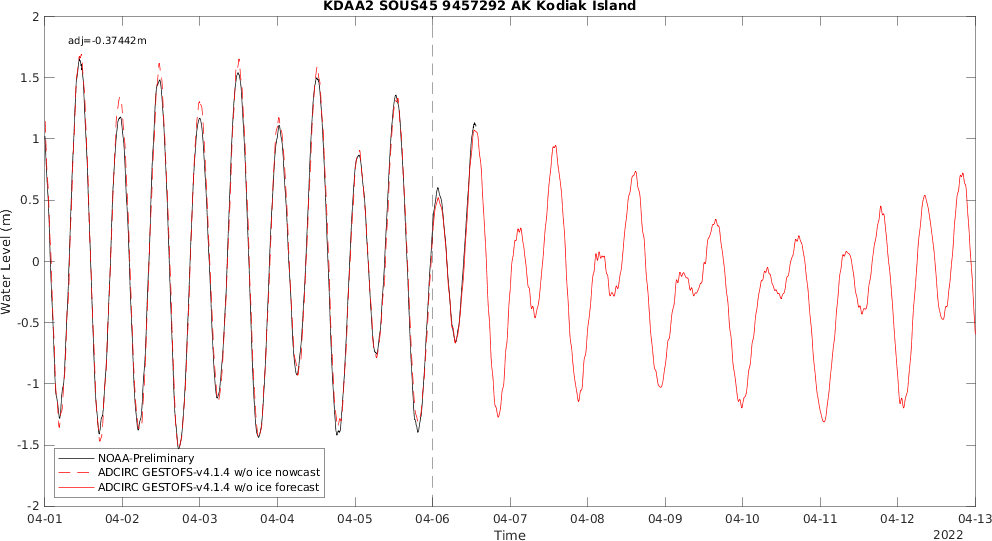 KDAA2 SOUS45 9457292 AK Kodiak Island
adj=-0.37442m
Water Level (m)
2
1.5
1
0.5
0
-0.5
-1
-1.5
-2
NOAA-Preliminary
ADCIRC GESTOFS-v4.1.4 w/o ice nowcast
ADCIRC GESTOFS-v4.1.4 w/o ice forecast
04-01 04-02 04-03 04-04 04-05 04-06 04-07 04-08 04-09 04-10 04-11 04-12 04-13
Time
2022